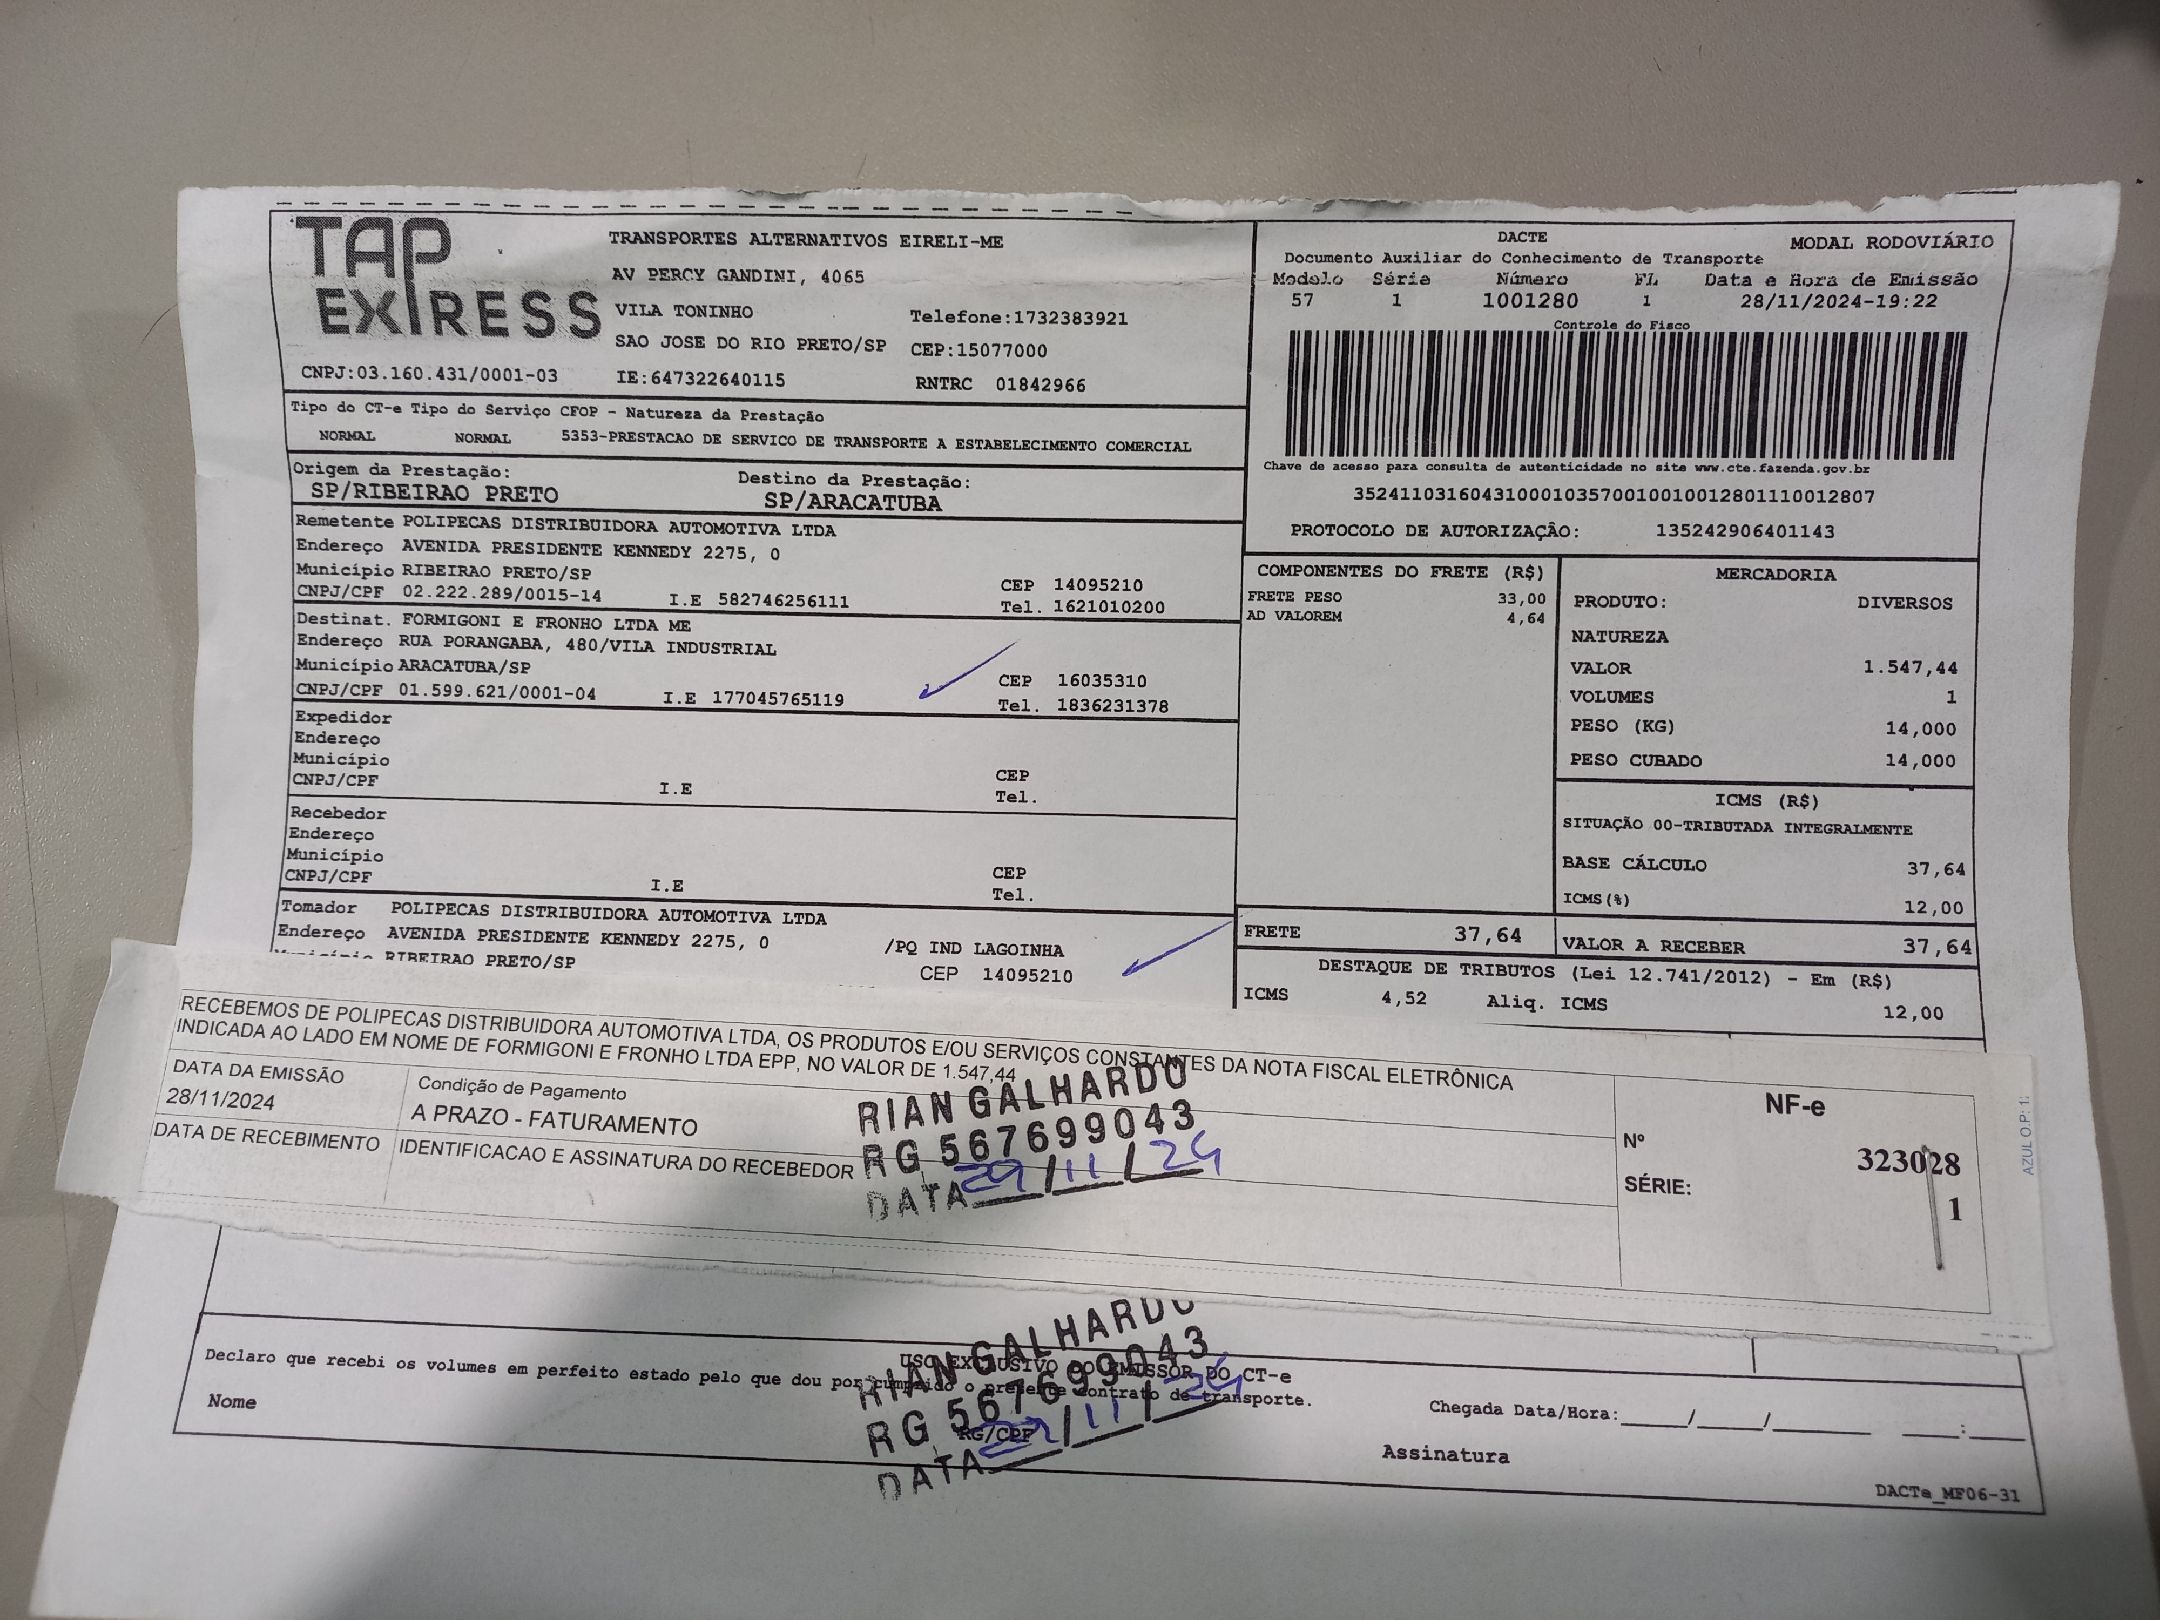 TAP EXPRESS
TRANSPORTES ALTERNATIVOS EIRELI-ME
AV PERCY GANDINI, 4065
VILA TONINHO
Telefone:1732383921
SAO JOSE DO RIO PRETO/SP CEP:15077000
CNPJ:03.160.431/0001-03 IE:647322640115 RNTRC 01842966
DACTE
MODAL RODOVIÁRIO
Documento Auxiliar do Conhecimento de Transporte
Modelo Série Número FL Data e Hora de Emissão
57 1 1001280 1 28/11/2024-19:22
Controle do Fisco
Chave de acesso para consulta de autenticidade no site www.cte.fazenda.gov.br
35241103160431000103570010010012801110012807
PROTOCOLO DE AUTORIZAÇÃO: 135242906401143
Tipo do CT-e Tipo do Serviço CFOP - Natureza da Prestação
NORMAL NORMAL 5353-PRESTACAO DE SERVICO DE TRANSPORTE A ESTABELECIMENTO COMERCIAL
Origem da Prestação: Destino da Prestação:
SP/RIBEIRAO PRETO SP/ARACATUBA
Remetente POLIPECAS DISTRIBUIDORA AUTOMOTIVA LTDA
Endereço AVENIDA PRESIDENTE KENNEDY 2275, 0
Município RIBEIRAO PRETO/SP CEP 14095210
CNPJ/CPF 02.222.289/0015-14 I.E 582746256111 Tel. 1621010200
Destinat. FORMIGONI E FRONHO LTDA ME
Endereço RUA PORANGABA, 480/VILA INDUSTRIAL
Município ARACATUBA/SP CEP 16035310
CNPJ/CPF 01.599.621/0001-04 I.E 177045765119 Tel. 1836231378
Expedidor
Endereço
Município CEP
CNPJ/CPF I.E Tel.
Recebedor
Endereço
Município CEP
CNPJ/CPF I.E Tel.
Tomador POLIPECAS DISTRIBUIDORA AUTOMOTIVA LTDA
Endereço AVENIDA PRESIDENTE KENNEDY 2275, 0 /PQ IND LAGOINHA
Município RIBEIRAO PRETO/SP CEP 14095210
COMPONENTES DO FRETE (R$)
FRETE PESO 33,00
AD VALOREM 4,64
MERCADORIA
PRODUTO: DIVERSOS
NATUREZA
VALOR 1.547,44
VOLUMES 1
PESO (KG) 14,000
PESO CUBADO 14,000
ICMS (R$)
SITUAÇÃO 00-TRIBUTADA INTEGRALMENTE
BASE CÁLCULO 37,64
ICMS(%) 12,00
FRETE 37,64 VALOR A RECEBER 37,64
DESTAQUE DE TRIBUTOS (Lei 12.741/2012) - Em (R$)
ICMS 4,52 Aliq. ICMS 12,00
RECEBEMOS DE POLIPECAS DISTRIBUIDORA AUTOMOTIVA LTDA, OS PRODUTOS E/OU SERVIÇOS CONSTANTES DA NOTA FISCAL ELETRÔNICA
INDICADA AO LADO EM NOME DE FORMIGONI E FRONHO LTDA EPP, NO VALOR DE 1.547,44
DATA DA EMISSÃO Condição de Pagamento
28/11/2024 A PRAZO - FATURAMENTO
DATA DE RECEBIMENTO IDENTIFICACAO E ASSINATURA DO RECEBEDOR
RIAN GALHARDO
RG 567699043
DATA 29/11/24
NF-e
Nº 323028
SÉRIE: 1
AZUL O.P: 1
RIAN GALHARDO
RG 567699043
DATA 29/11/24
USO EXCLUSIVO DO EMISSOR DO CT-e
Declaro que recebi os volumes em perfeito estado pelo que dou por cumprido o presente contrato de transporte.
Nome RG/CPF Assinatura Chegada Data/Hora:_____/_____/_______ ____:____
DACTe_MF06-31